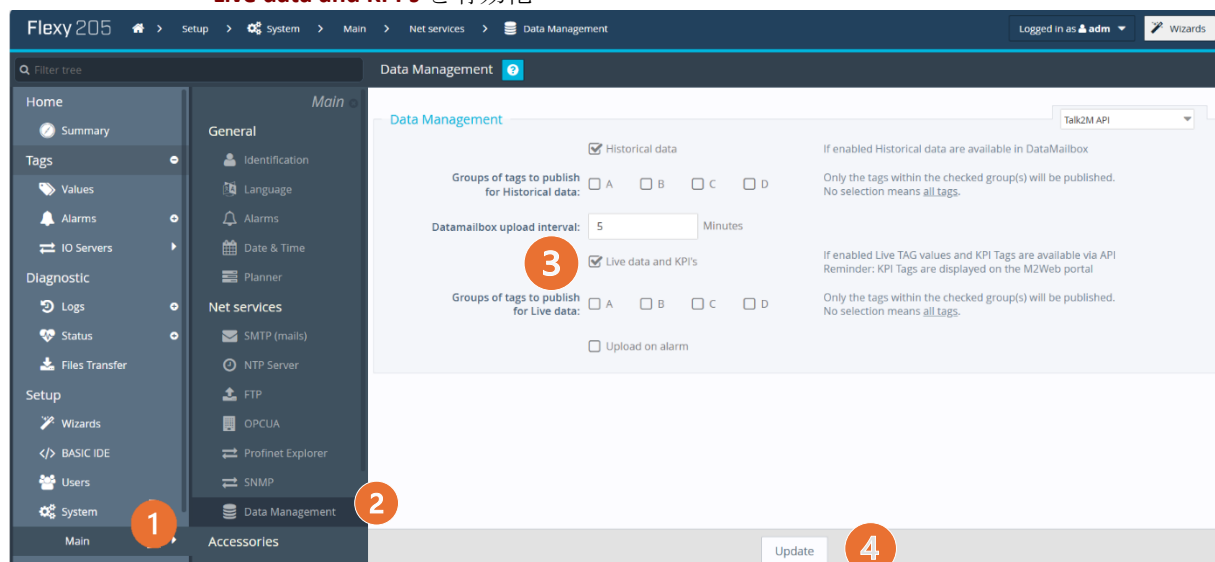 Live data and KPI's を有効化
Flexy 205 > Setup > System > Main > Net services > Data Management Logged in as adm Wizards
Filter tree
Data Management ?
Home
Summary
Tags
Values
Alarms
IO Servers
Diagnostic
Logs
Status
Files Transfer
Setup
Wizards
</> BASIC IDE
Users
System
1
Main
Main
General
Identification
Language
Alarms
Date & Time
Planner
Net services
SMTP (mails)
NTP Server
FTP
OPCUA
Profinet Explorer
SNMP
Data Management
2
Accessories
Data Management
Talk2M API
Historical data
If enabled Historical data are available in DataMailbox
Groups of tags to publish
for Historical data:
A B C D
Only the tags within the checked group(s) will be published.
No selection means all tags.
Datamailbox upload interval: 5 Minutes
3
Live data and KPI's
If enabled Live TAG values and KPI Tags are available via API
Reminder: KPI Tags are displayed on the M2Web portal
Groups of tags to publish
for Live data:
A B C D
Only the tags within the checked group(s) will be published.
No selection means all tags.
Upload on alarm
Update
4